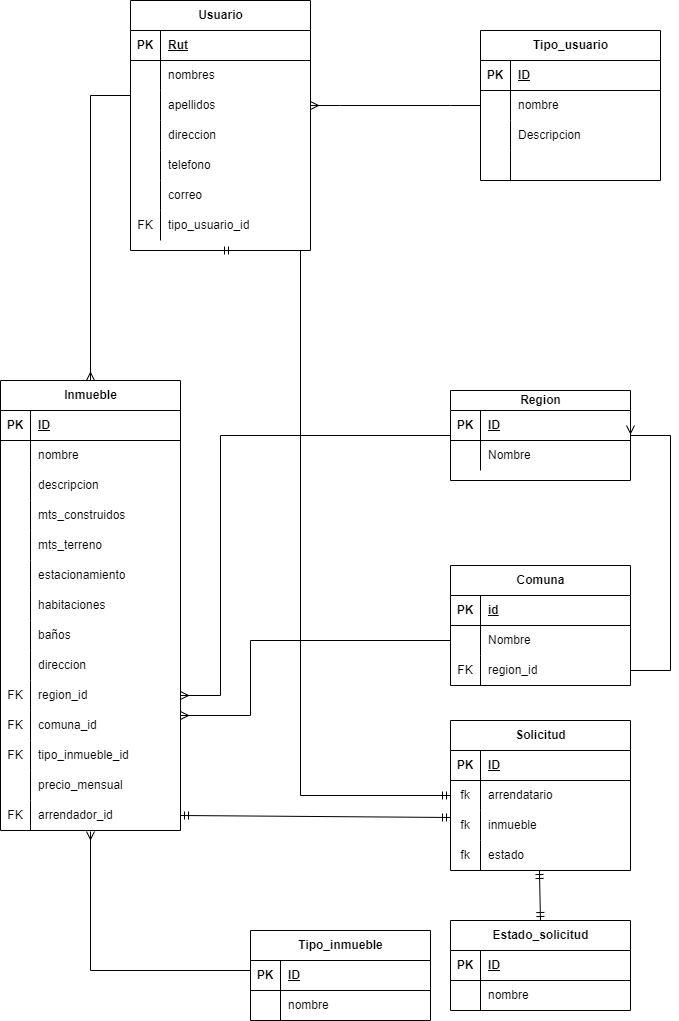 Usuario
PK Rut
nombres
apellidos
direccion
telefono
correo
FK tipo_usuario_id
Tipo_usuario
PK ID
nombre
Descripcion
Inmueble
PK ID
nombre
descripcion
mts_construidos
mts_terreno
estacionamiento
habitaciones
baños
direccion
FK region_id
FK comuna_id
FK tipo_inmueble_id
precio_mensual
FK arrendador_id
Region
PK ID
Nombre
Comuna
PK id
Nombre
FK region_id
Solicitud
PK ID
fk arrendatario
fk inmueble
fk estado
Tipo_inmueble
PK ID
nombre
Estado_solicitud
PK ID
nombre